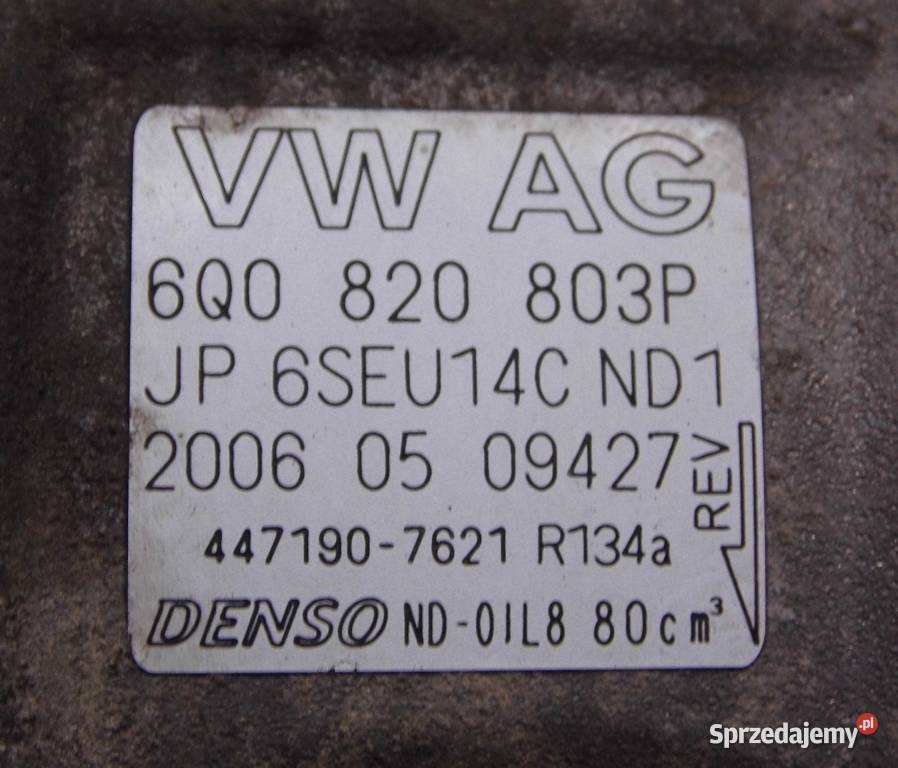 VW AG
6Q0 820 803P
JP 6SEU14C ND1
2006 05 09427
REV
447190-7621 R134a
DENSO ND-OIL8 80cm³
Sprzedajemy.pl